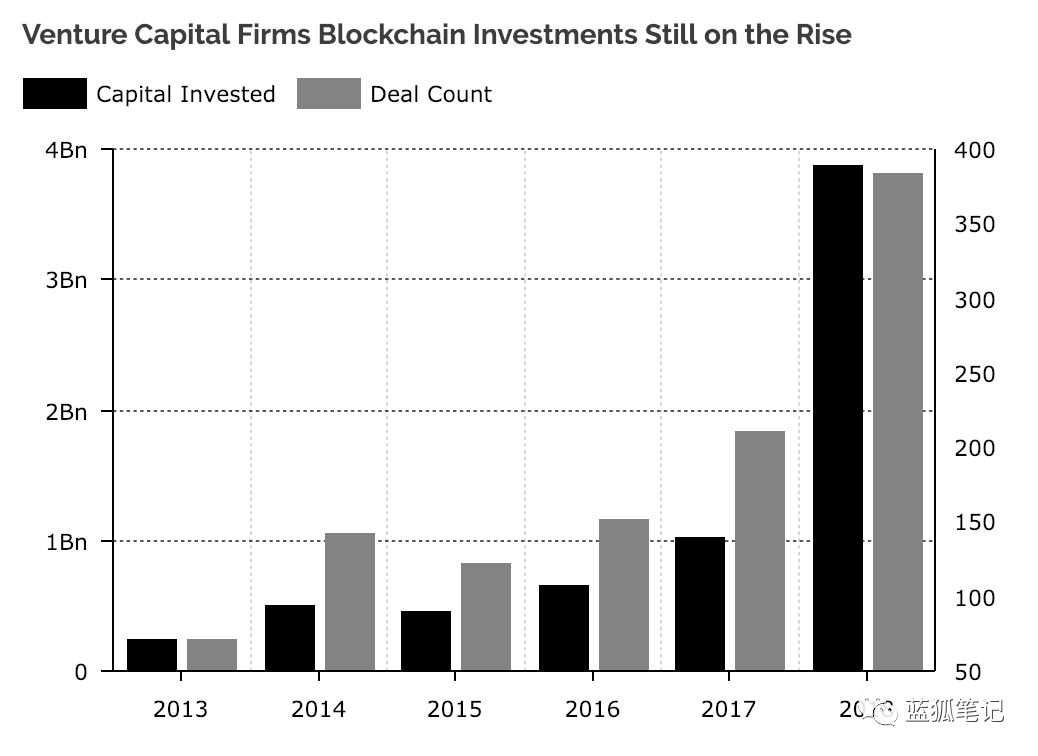 Venture Capital Firms Blockchain Investments Still on the Rise
Capital Invested Deal Count
4Bn 400
350
3Bn 300
250
2Bn 200
150
1Bn 100
0 50
2013 2014 2015 2016 2017
蓝狐笔记